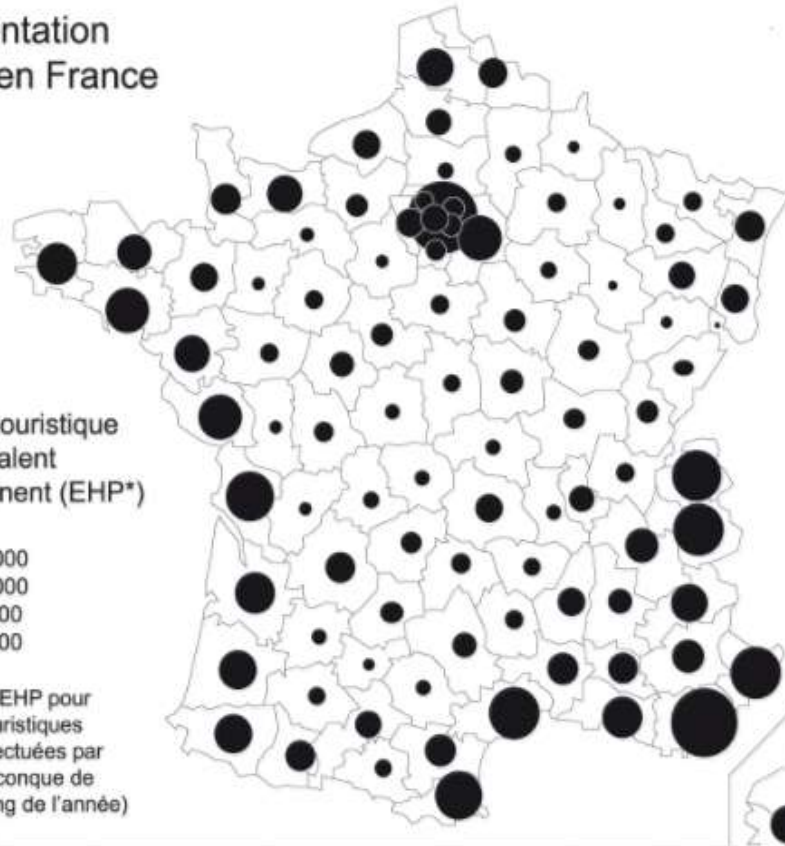 ntation
en France
ouristique
alent
nent (EHP*)
000
000
00
00
EHP pour
uristiques
ectuées par
conque de
ng de l'année)